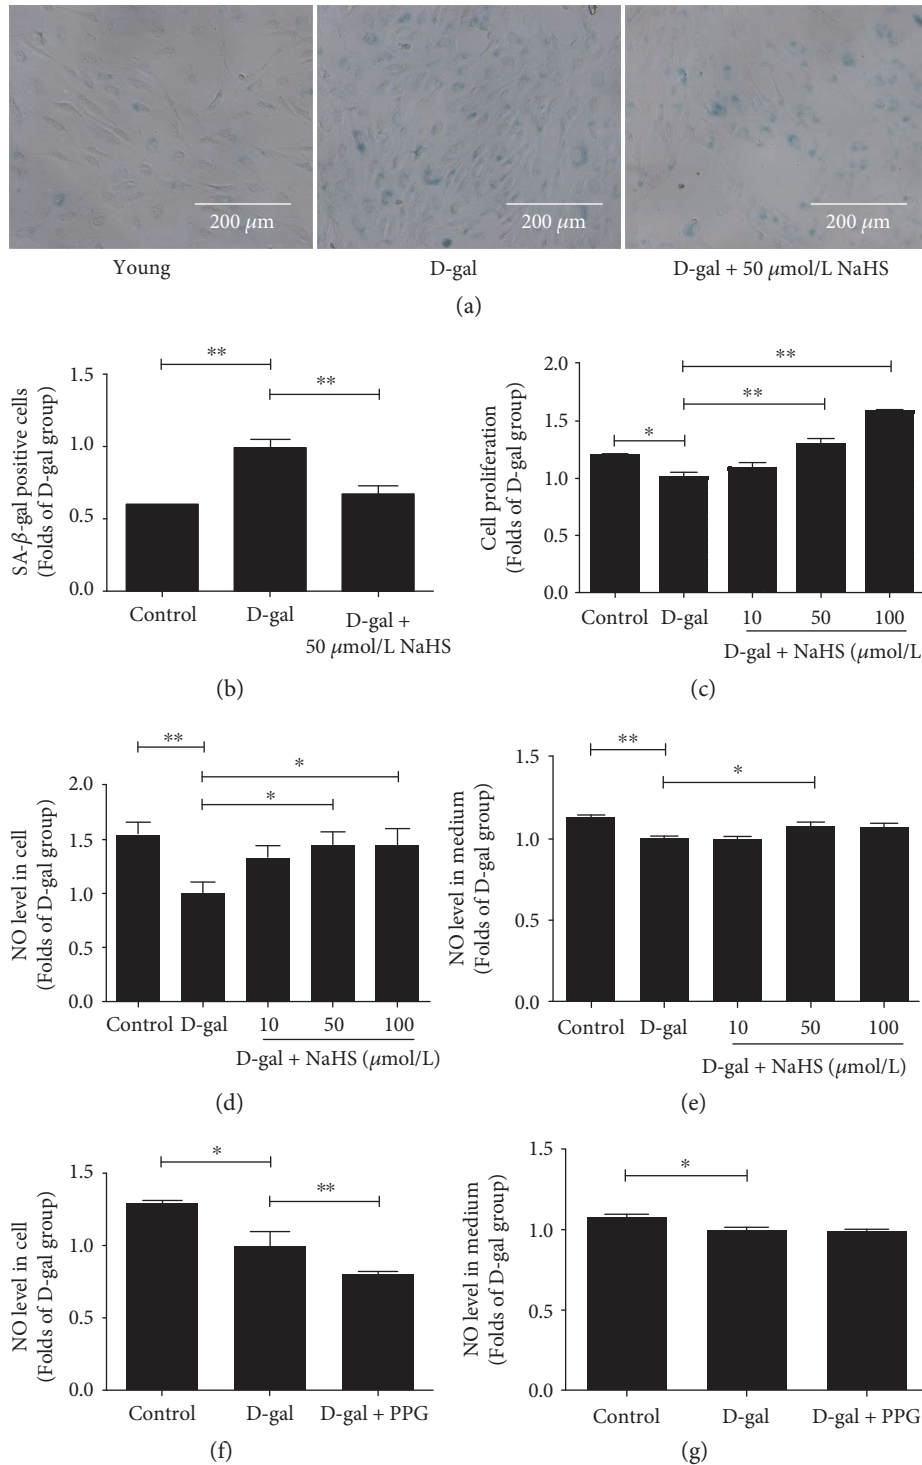 200 μm
200 μm
200 μm
Young
D-gal
D-gal + 50 μmol/L NaHS
(a)
SA-β-gal positive cells
(Folds of D-gal group)
1.5
1.0
0.5
0.0
**
**
Control
D-gal
D-gal +
50 μmol/L NaHS
(b)
Cell proliferation
(Folds of D-gal group)
2.0
1.5
1.0
0.5
0.0
*
**
**
Control
D-gal
10
50
100
D-gal + NaHS (μmol/L
(c)
NO level in cell
(Folds of D-gal group)
2.0
1.5
1.0
0.5
0.0
**
*
*
Control
D-gal
10
50
100
D-gal + NaHS (μmol/L)
(d)
NO level in medium
(Folds of D-gal group)
1.5
1.0
0.5
0.0
**
*
Control
D-gal
10
50
100
D-gal + NaHS (μmol/L)
(e)
NO level in cell
(Folds of D-gal group)
1.5
1.0
0.5
0.0
*
**
Control
D-gal
D-gal + PPG
(f)
NO level in medium
(Folds of D-gal group)
1.5
1.0
0.5
0.0
*
Control
D-gal
D-gal + PPG
(g)